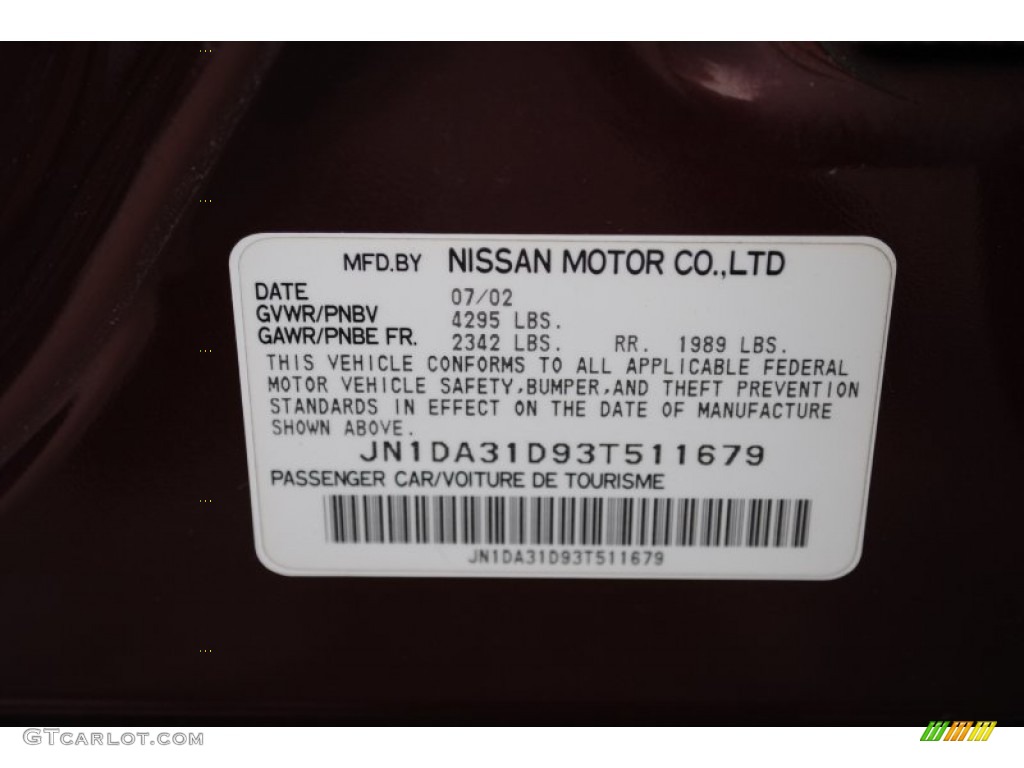 MFD.BY NISSAN MOTOR CO.,LTD
DATE 07/02
GVWR/PNBV 4295 LBS.
GAWR/PNBE FR. 2342 LBS. RR. 1989 LBS.
THIS VEHICLE CONFORMS TO ALL APPLICABLE FEDERAL
MOTOR VEHICLE SAFETY,BUMPER,AND THEFT PREVENTION
STANDARDS IN EFFECT ON THE DATE OF MANUFACTURE
SHOWN ABOVE.
JN1DA31D93T511679
PASSENGER CAR/VOITURE DE TOURISME
JN1DA31D93T511679
GTCARLOT.COM